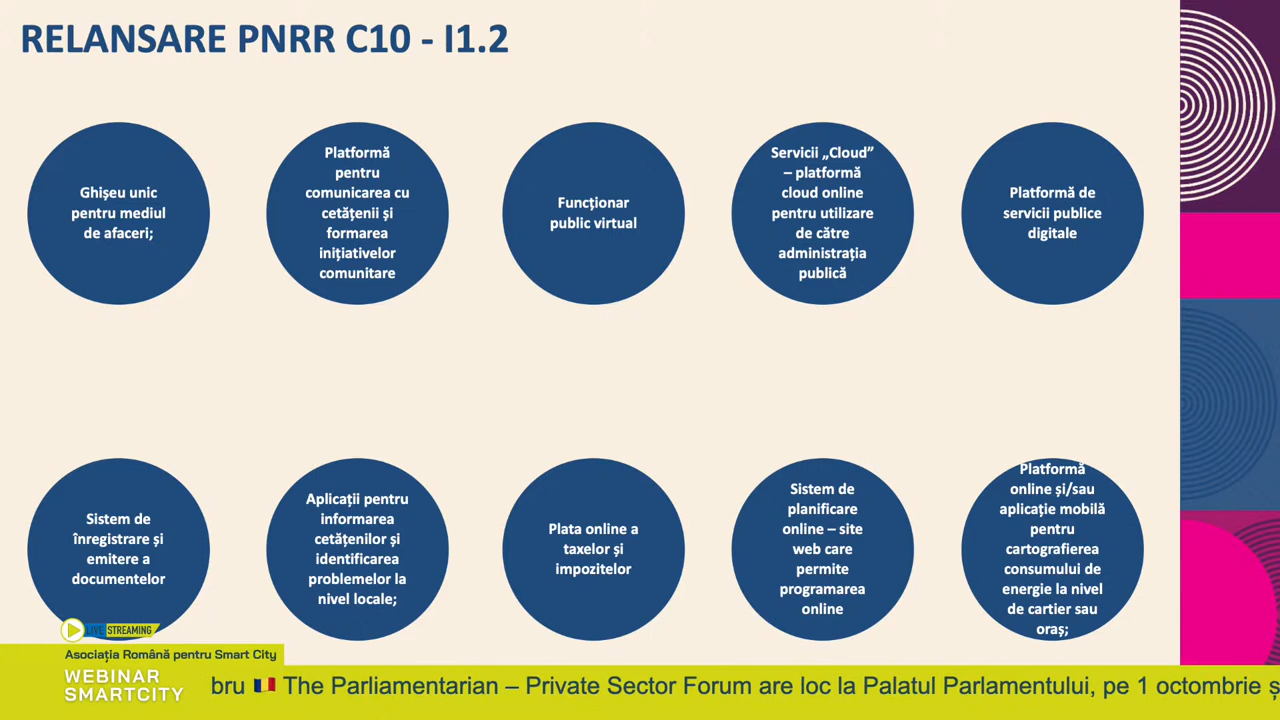 RELANSARE PNRR C10 - I1.2
Ghișeu unic
pentru mediul
de afaceri;
Platformă
pentru
comunicarea cu
cetățenii și
formarea
inițiativelor
comunitare
Funcționar
public virtual
Servicii „Cloud”
– platformă
cloud online
pentru utilizare
de către
administrația
publică
Platformă de
servicii publice
digitale
Sistem de
înregistrare și
emitere a
documentelor
Aplicații pentru
informarea
cetățenilor și
identificarea
problemelor la
nivel locale;
Plata online a
taxelor și
impozitelor
Sistem de
planificare
online – site
web care
permite
programarea
online
Platformă
online și/sau
aplicație mobilă
pentru
cartografierea
consumului de
energie la nivel
de cartier sau
oraș;
LIVE STREAMING
Asociația Română pentru Smart City
WEBINAR
SMARTCITY
bru 🇷🇴 The Parliamentarian – Private Sector Forum are loc la Palatul Parlamentului, pe 1 octombrie ș